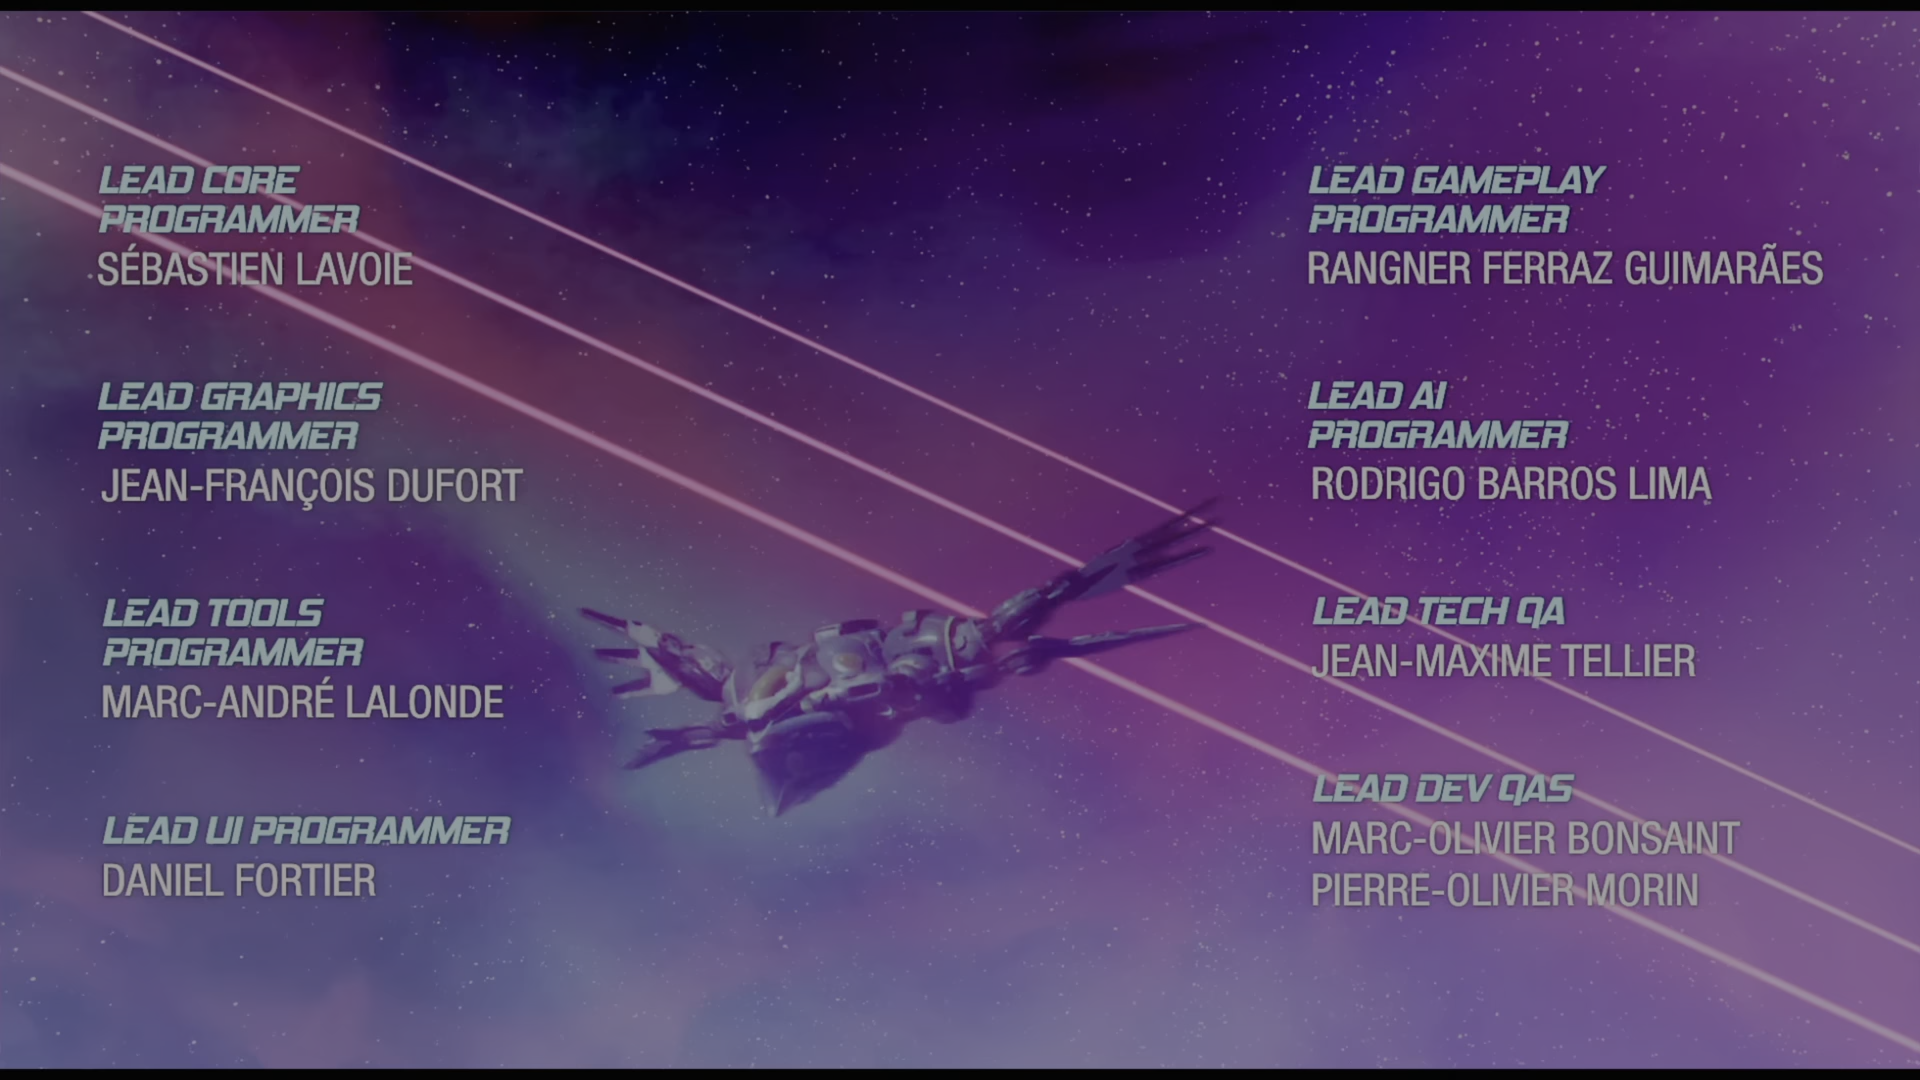 LEAD CORE
PROGRAMMER
SÉBASTIEN LAVOIE
LEAD GRAPHICS
PROGRAMMER
JEAN-FRANÇOIS DUFORT
LEAD TOOLS
PROGRAMMER
MARC-ANDRÉ LALONDE
LEAD UI PROGRAMMER
DANIEL FORTIER
LEAD GAMEPLAY
PROGRAMMER
RANGNER FERRAZ GUIMARÃES
LEAD AI
PROGRAMMER
RODRIGO BARROS LIMA
LEAD TECH QA
JEAN-MAXIME TELLIER
LEAD DEV QAS
MARC-OLIVIER BONSAINT
PIERRE-OLIVIER MORIN